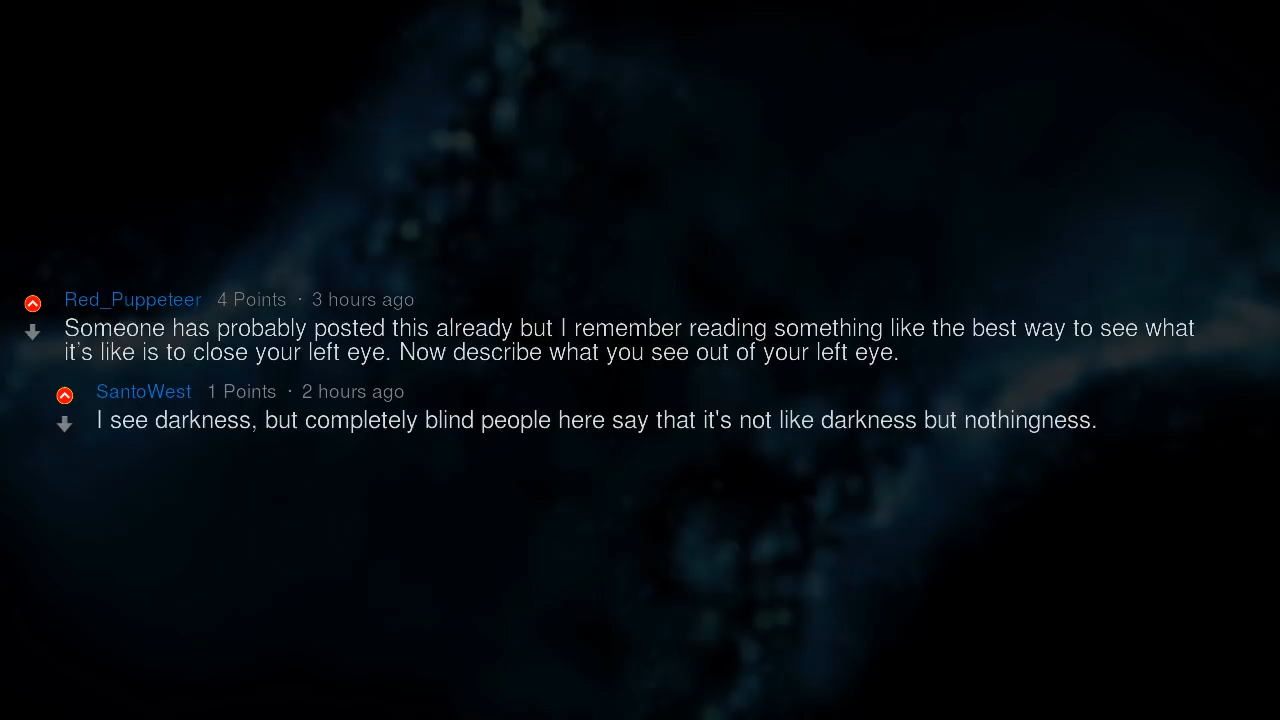 Red_Puppeteer 4 Points · 3 hours ago
Someone has probably posted this already but I remember reading something like the best way to see what
it's like is to close your left eye. Now describe what you see out of your left eye.
SantoWest 1 Points · 2 hours ago
I see darkness, but completely blind people here say that it's not like darkness but nothingness.